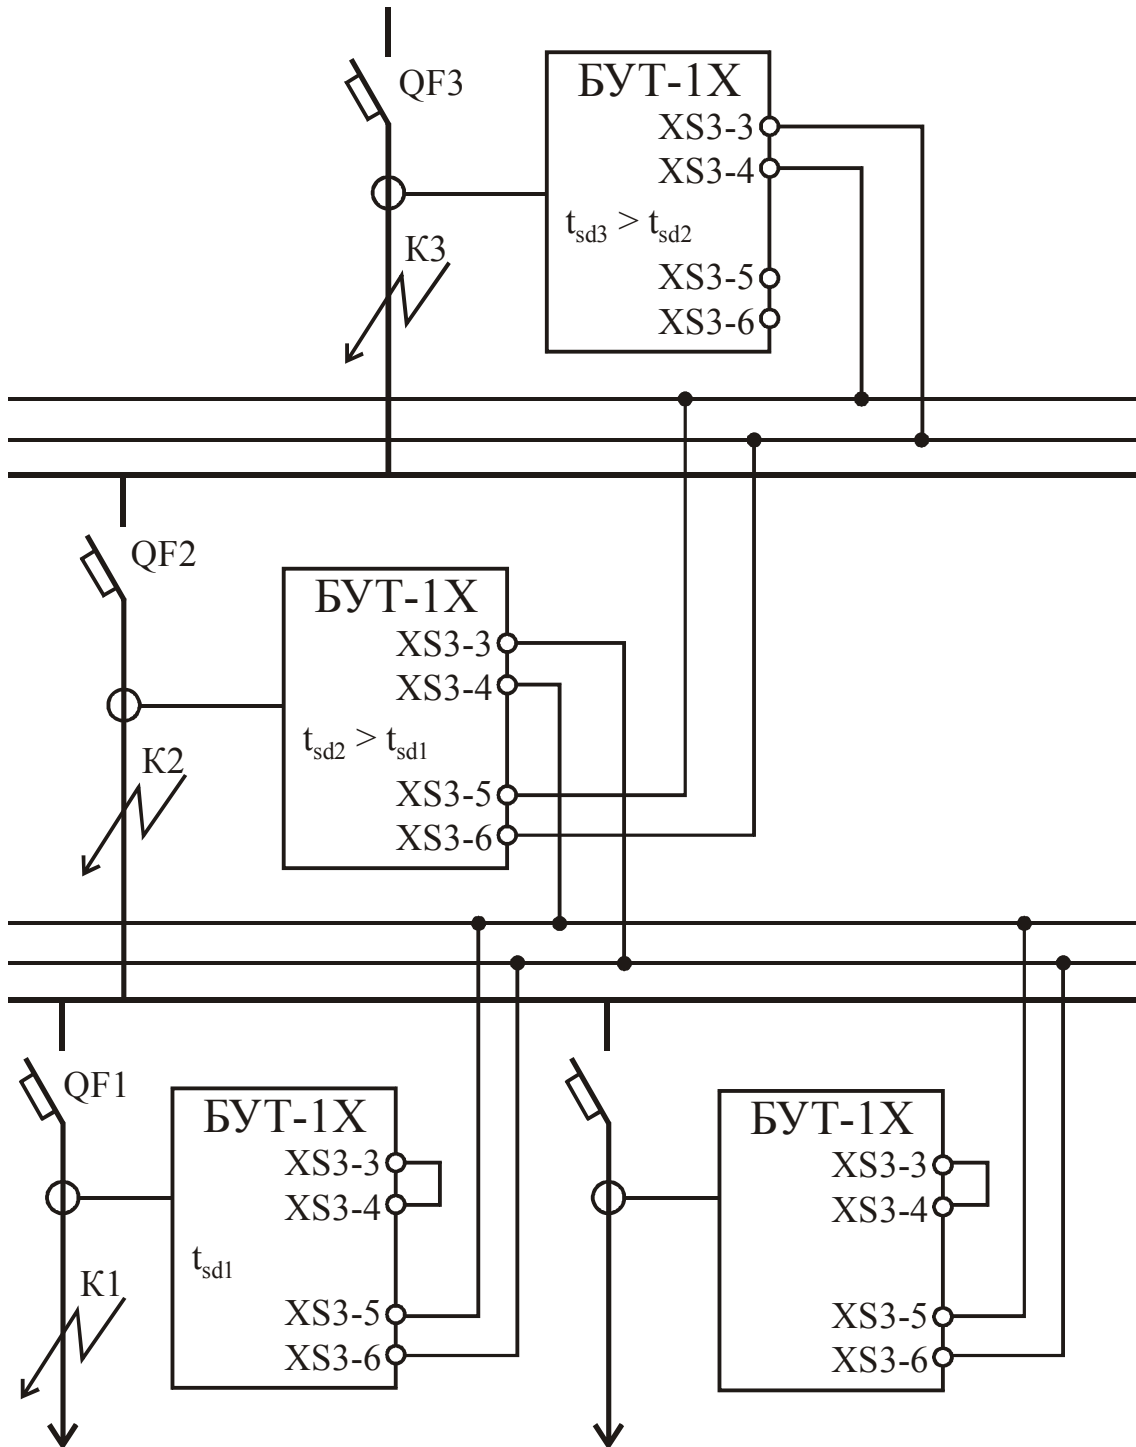 QF3
БУТ-1Х
XS3-3
XS3-4
t_sd3 > t_sd2
К3
XS3-5
XS3-6
QF2
БУТ-1Х
XS3-3
XS3-4
t_sd2 > t_sd1
К2
XS3-5
XS3-6
QF1
БУТ-1Х
XS3-3
XS3-4
t_sd1
К1
XS3-5
XS3-6
БУТ-1Х
XS3-3
XS3-4
XS3-5
XS3-6